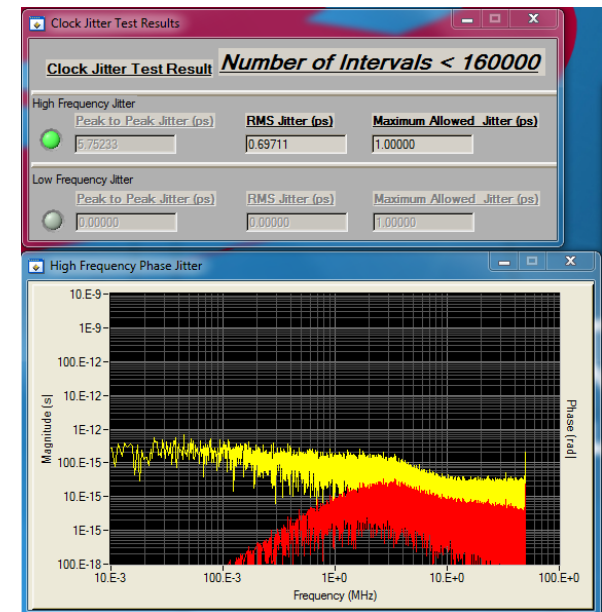 Clock Jitter Test Results
X
Clock Jitter Test Result Number of Intervals < 160000
High Frequency Jitter
Peak to Peak Jitter (ps) RMS Jitter (ps) Maximum Allowed Jitter (ps)
5.75233 0.69711 1.00000
Low Frequency Jitter
Peak to Peak Jitter (ps) RMS Jitter (ps) Maximum Allowed Jitter (ps)
0.00000 0.00000 1.00000
High Frequency Phase Jitter
X
10.E-9
1E-9
100.E-12
10.E-12
1E-12
100.E-15
10.E-15
1E-15
100.E-18
Magnitude [s]
Phase [rad]
10.E-3 100.E-3 1E+0 10.E+0 100.E+0
Frequency (MHz)